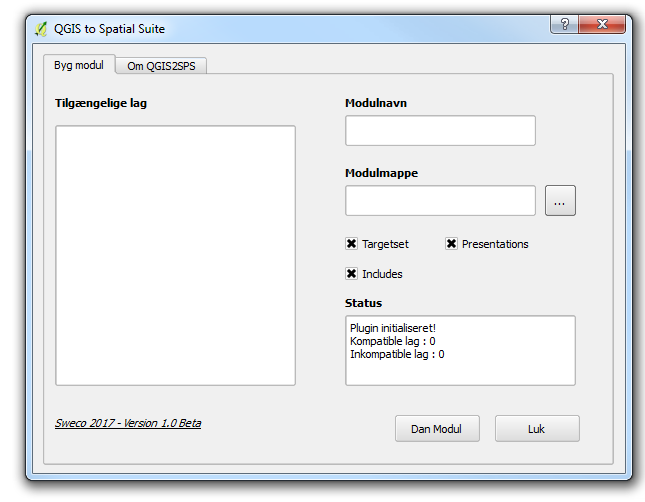 QGIS to Spatial Suite
?
Byg modul
Om QGIS2SPS
Tilgængelige lag
Modulnavn
Modulmappe
...
Targetset
Presentations
Includes
Status
Plugin initialiseret!
Kompatible lag : 0
Inkompatible lag : 0
Sweco 2017 - Version 1.0 Beta
Dan Modul
Luk